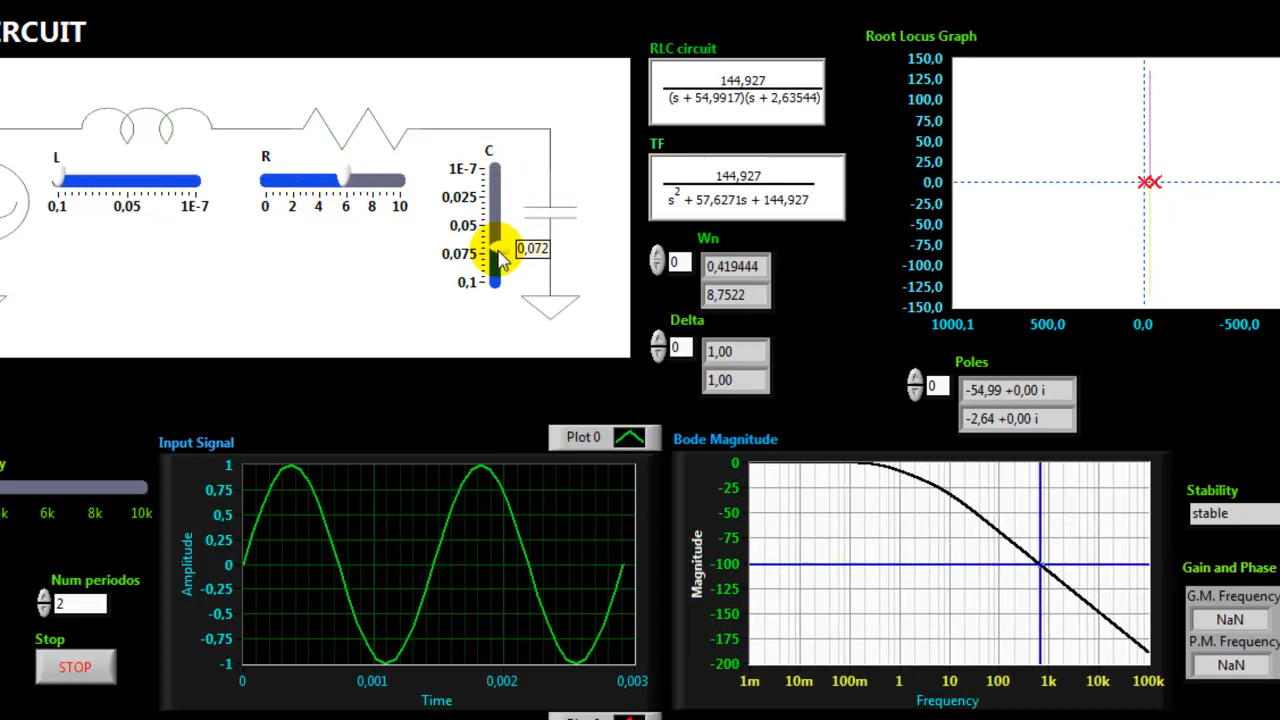 IRCUIT
L
0,1 0,05 1E-7
R
0 2 4 6 8 10
C
1E-7
0,025
0,05
0,075
0,1
0,072
RLC circuit
144,927
(s + 54,9917)(s + 2,63544)
TF
144,927
s2 + 57,6271s + 144,927
Wn
0
0,419444
8,7522
Delta
0
1,00
1,00
Root Locus Graph
150,0
125,0
100,0
75,0
50,0
25,0
0,0
-25,0
-50,0
-75,0
-100,0
-125,0
-150,0
1000,1 500,0 0,0 -500,0
Poles
0
-54,99 +0,00 i
-2,64 +0,00 i
y
k 6k 8k 10k
Num periodos
2
Stop
STOP
Input Signal
Plot 0
Amplitude
1
0,75
0,5
0,25
0
-0,25
-0,5
-0,75
-1
0 0,001 0,002 0,003
Time
Bode Magnitude
Magnitude
0
-25
-50
-75
-100
-125
-150
-175
-200
1m 10m 100m 1 10 100 1k 10k 100k
Frequency
Stability
stable
Gain and Phase
G.M. Frequency
NaN
P.M. Frequency
NaN